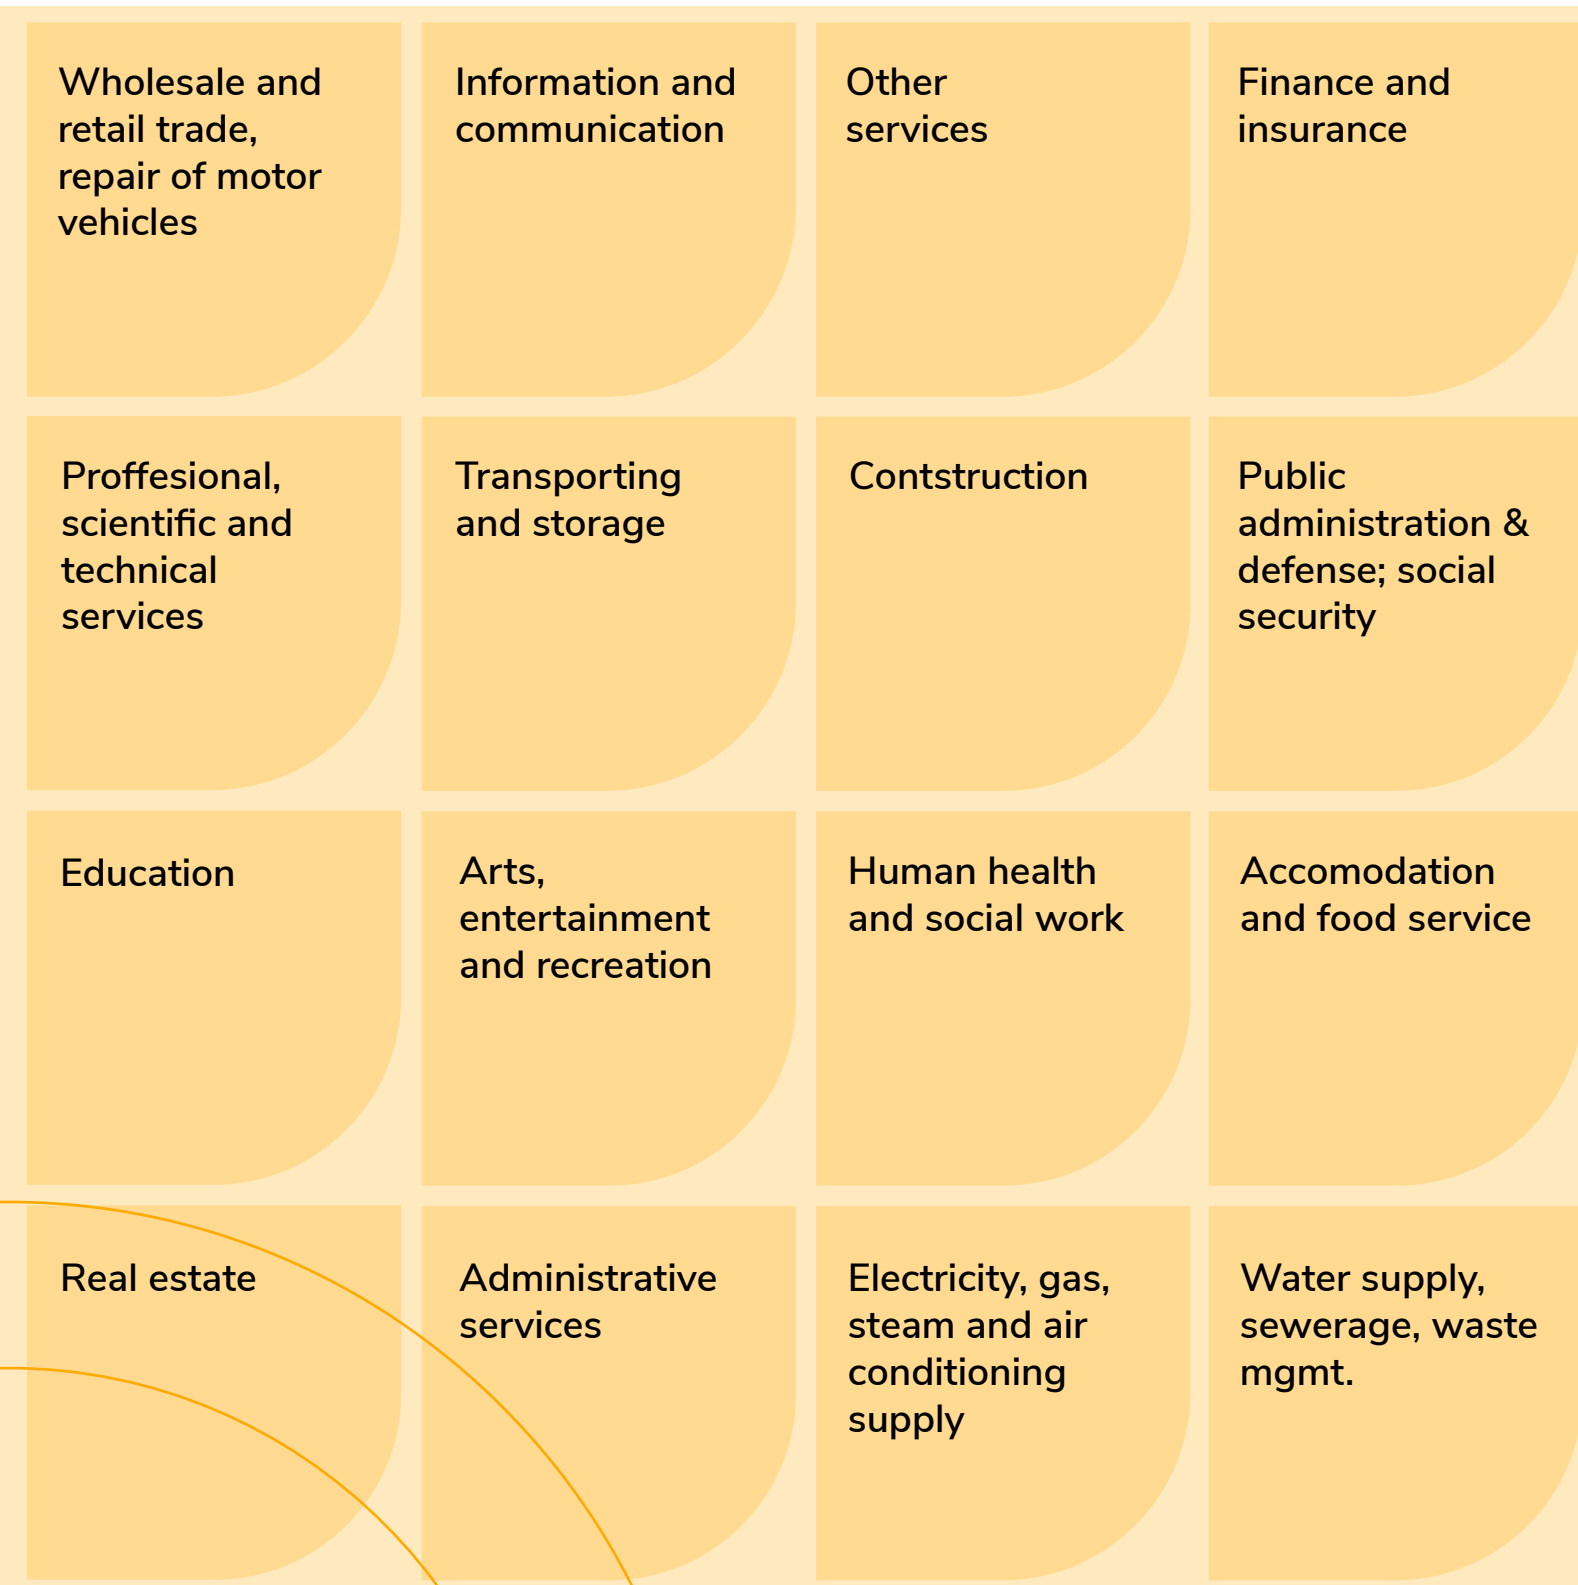 Wholesale and
retail trade,
repair of motor
vehicles
Information and
communication
Other
services
Finance and
insurance
Proffesional,
scientific and
technical
services
Transporting
and storage
Contstruction
Public
administration &
defense; social
security
Education
Arts,
entertainment
and recreation
Human health
and social work
Accomodation
and food service
Real estate
Administrative
services
Electricity, gas,
steam and air
conditioning
supply
Water supply,
sewerage, waste
mgmt.